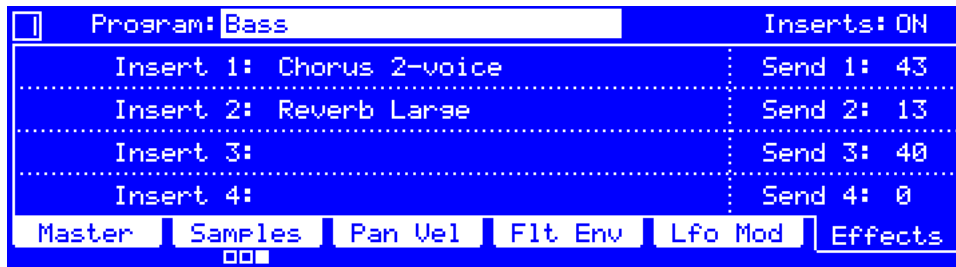 Program: Bass Inserts: ON
Insert 1: Chorus 2-voice Send 1: 43
Insert 2: Reverb Large Send 2: 13
Insert 3: Send 3: 40
Insert 4: Send 4: 0
Master Samples Pan Vel Flt Env Lfo Mod Effects